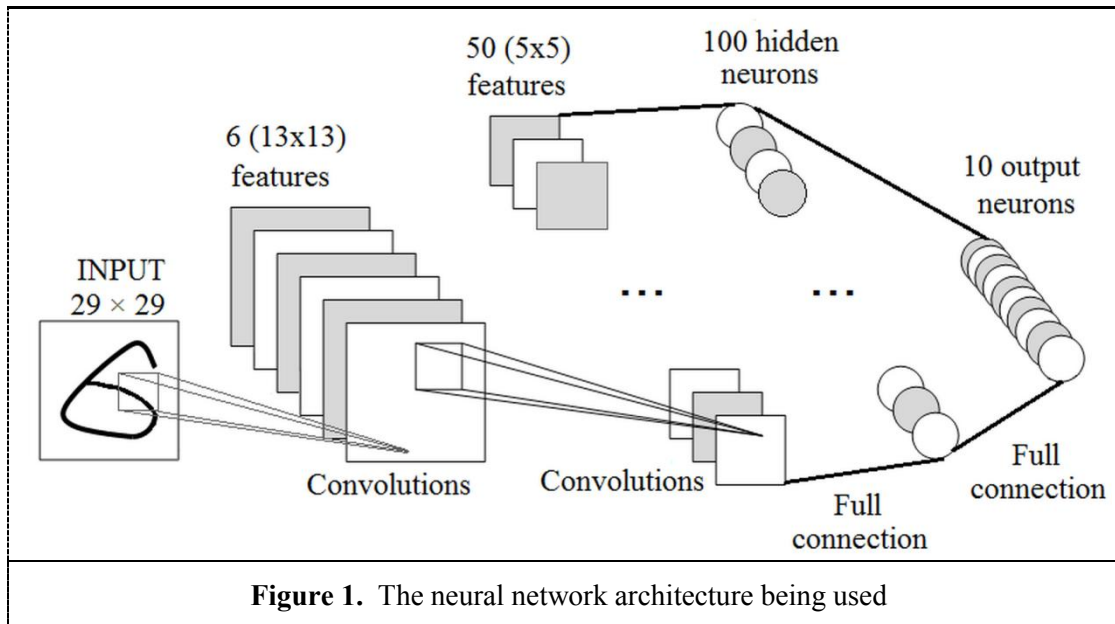 50 (5x5)
features
100 hidden
neurons
6 (13x13)
features
10 output
neurons
INPUT
29 × 29
...
...
Convolutions
Convolutions
Full
connection
Full
connection
Figure 1. The neural network architecture being used